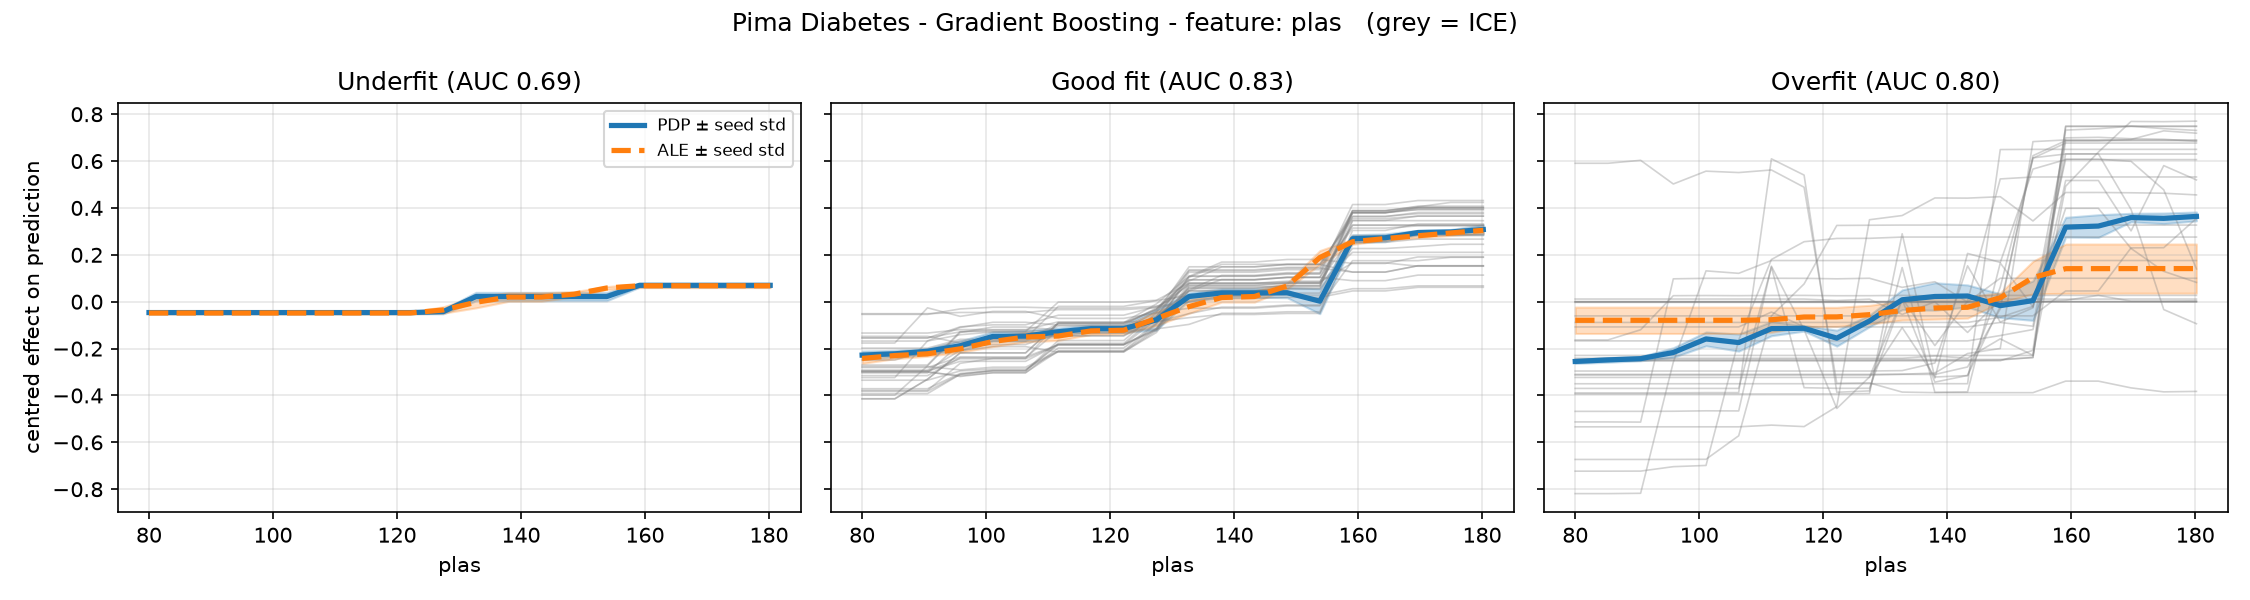 Pima Diabetes - Gradient Boosting - feature: plas   (grey = ICE)
Underfit (AUC 0.69)
Good fit (AUC 0.83)
Overfit (AUC 0.80)
PDP ± seed std
ALE ± seed std
centred effect on prediction
0.8
0.6
0.4
0.2
0.0
−0.2
−0.4
−0.6
−0.8
80 100 120 140 160 180
80 100 120 140 160 180
80 100 120 140 160 180
plas
plas
plas